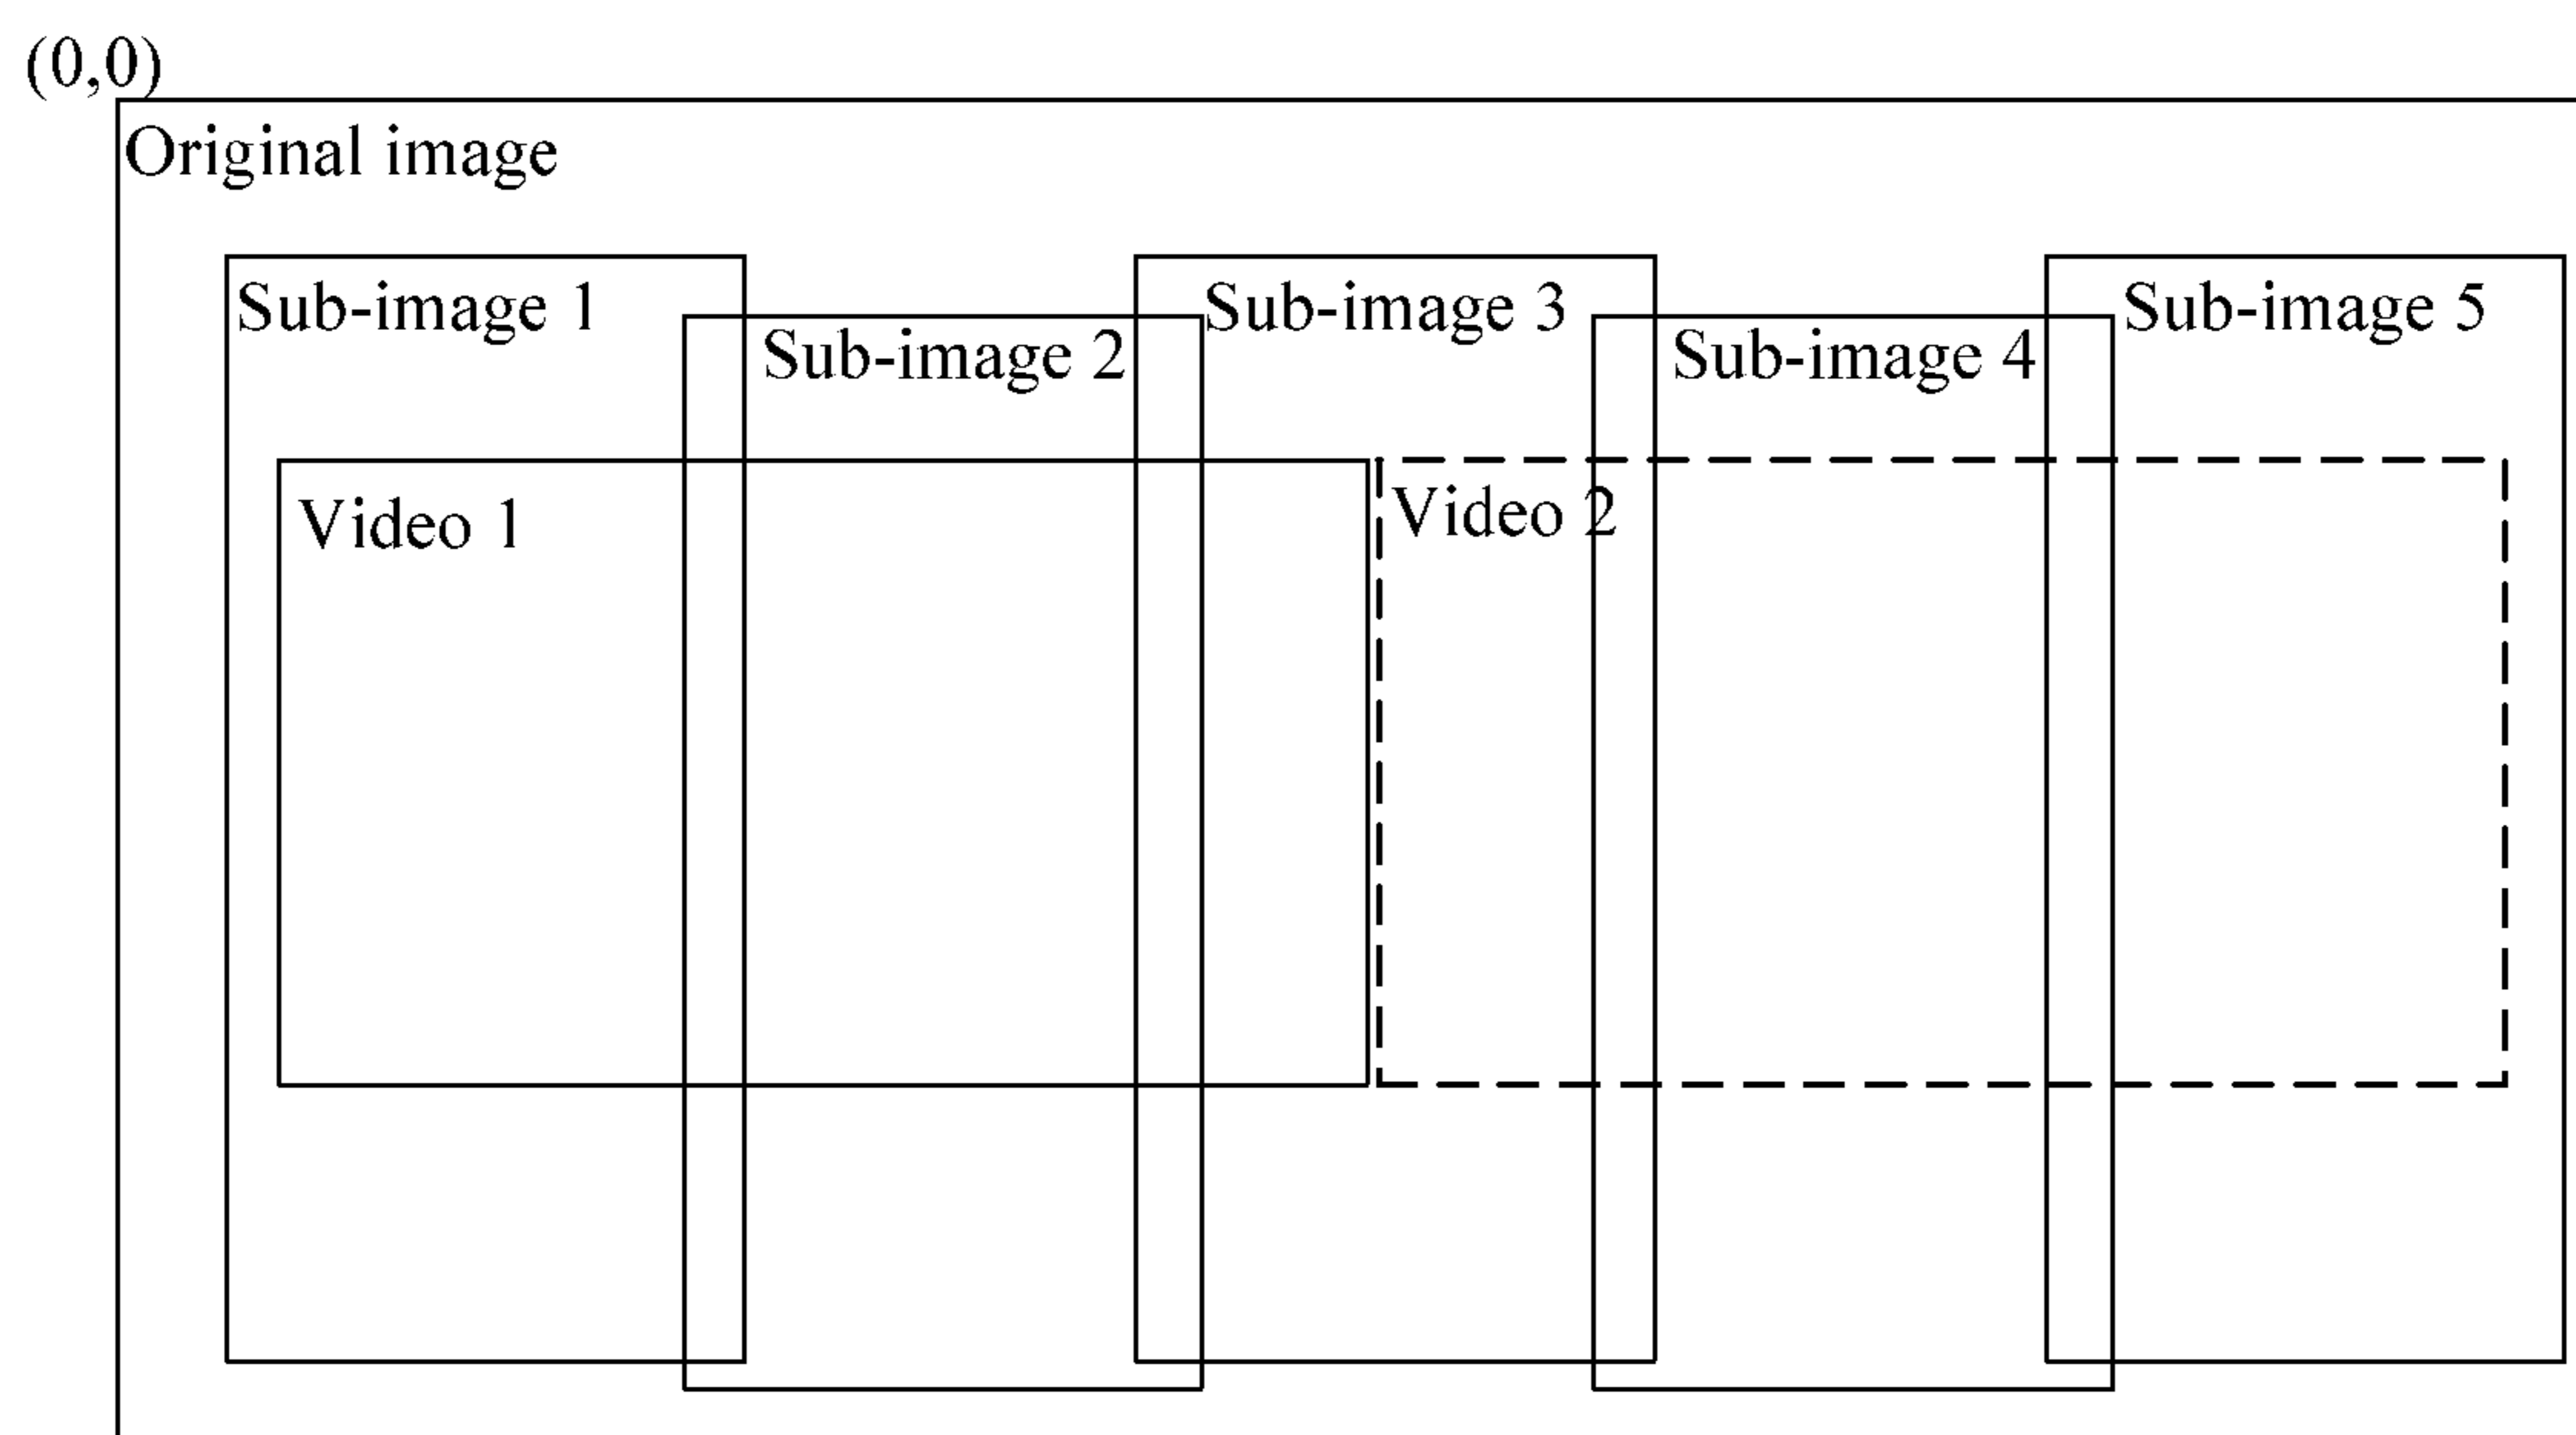 (0,0)
Original image
Sub-image 1
Sub-image 2
Sub-image 3
Sub-image 4
Sub-image 5
Video 1
Video 2